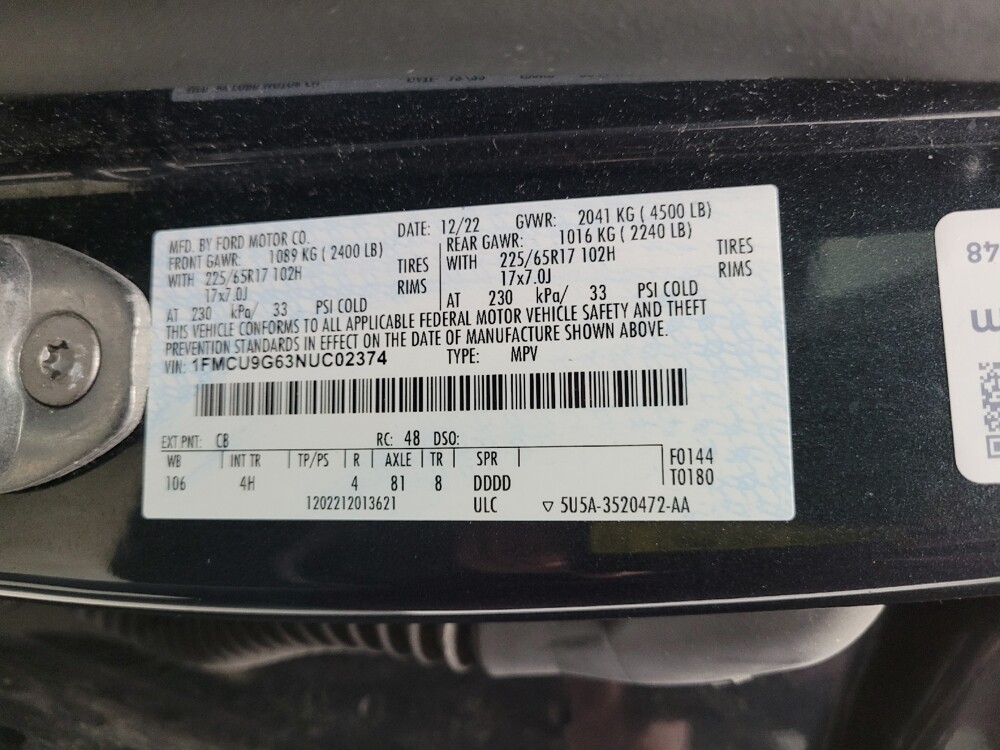 MFD. BY FORD MOTOR CO.
DATE: 12/22 GVWR: 2041 KG ( 4500 LB)
FRONT GAWR: 1089 KG ( 2400 LB)
WITH 225/65R17 102H TIRES
17x7.0J RIMS
AT 230 kPa/ 33 PSI COLD
REAR GAWR: 1016 KG ( 2240 LB)
WITH 225/65R17 102H TIRES
17x7.0J RIMS
AT 230 kPa/ 33 PSI COLD
THIS VEHICLE CONFORMS TO ALL APPLICABLE FEDERAL MOTOR VEHICLE SAFETY AND THEFT
PREVENTION STANDARDS IN EFFECT ON THE DATE OF MANUFACTURE SHOWN ABOVE.
VIN: 1FMCU9G63NUC02374 TYPE: MPV
EXT PNT: CB RC: 48 DSO:
WB INT TR TP/PS R AXLE TR SPR F0144
106 4H 4 81 8 DDDD T0180
1202212013621 ULC ▽ 5U5A-3520472-AA
48